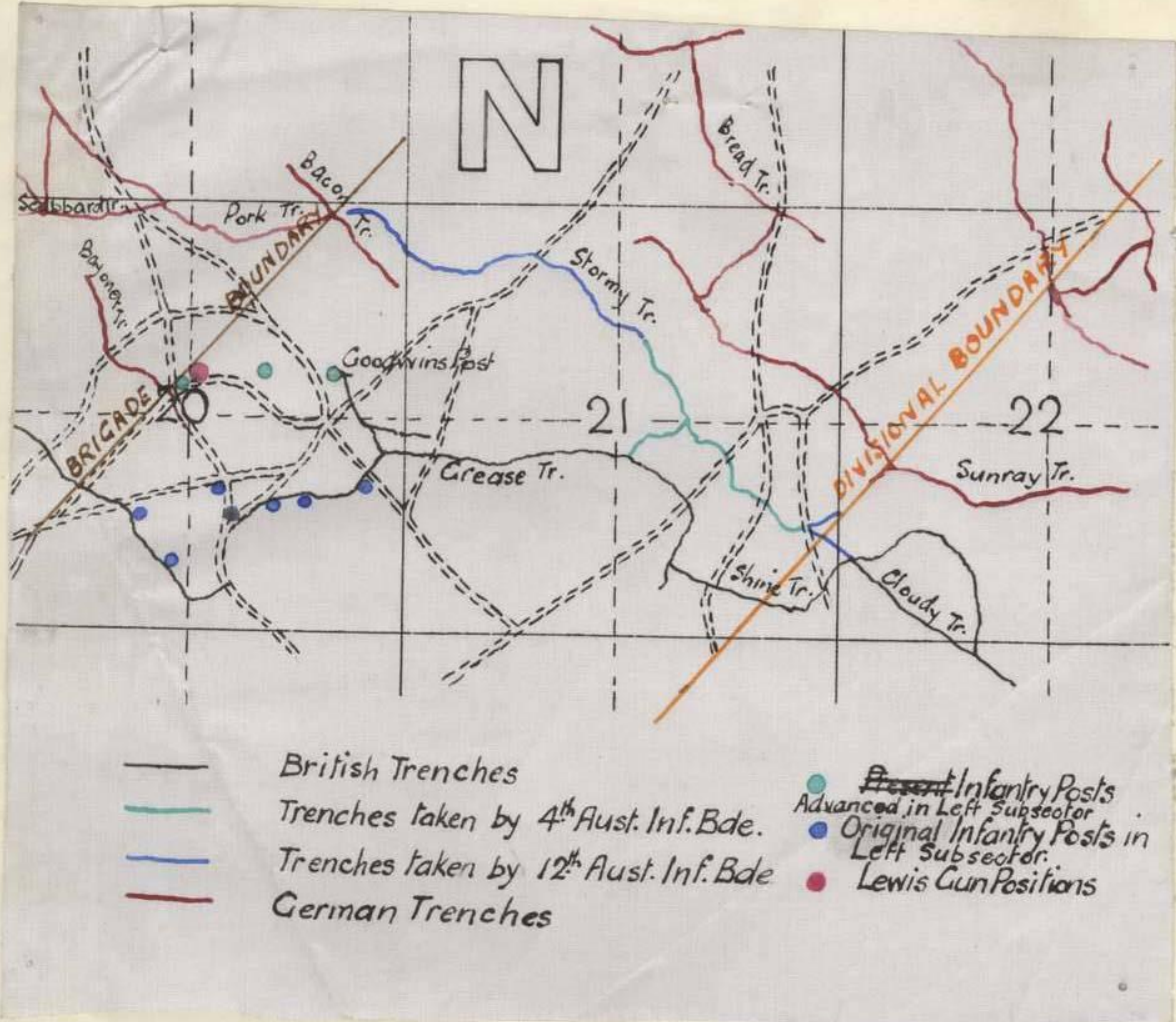 N
Bacon
Tr.
Bread Tr.
Scabbard Tr.
Pork Tr.
BOUNDARY
Stormy Tr.
DIVISIONAL BOUNDARY
Goodwins Post
BRIGADE
20
21
22
Grease Tr.
Sunray Tr.
Shine Tr.
Cloudy Tr.
British Trenches
Trenches taken by 4th Aust. Inf. Bde.
Trenches taken by 12th Aust. Inf. Bde
German Trenches
Present Infantry Posts
Advanced in Left Subsector
Original Infantry Posts in
Left Subsector.
Lewis Gun Positions